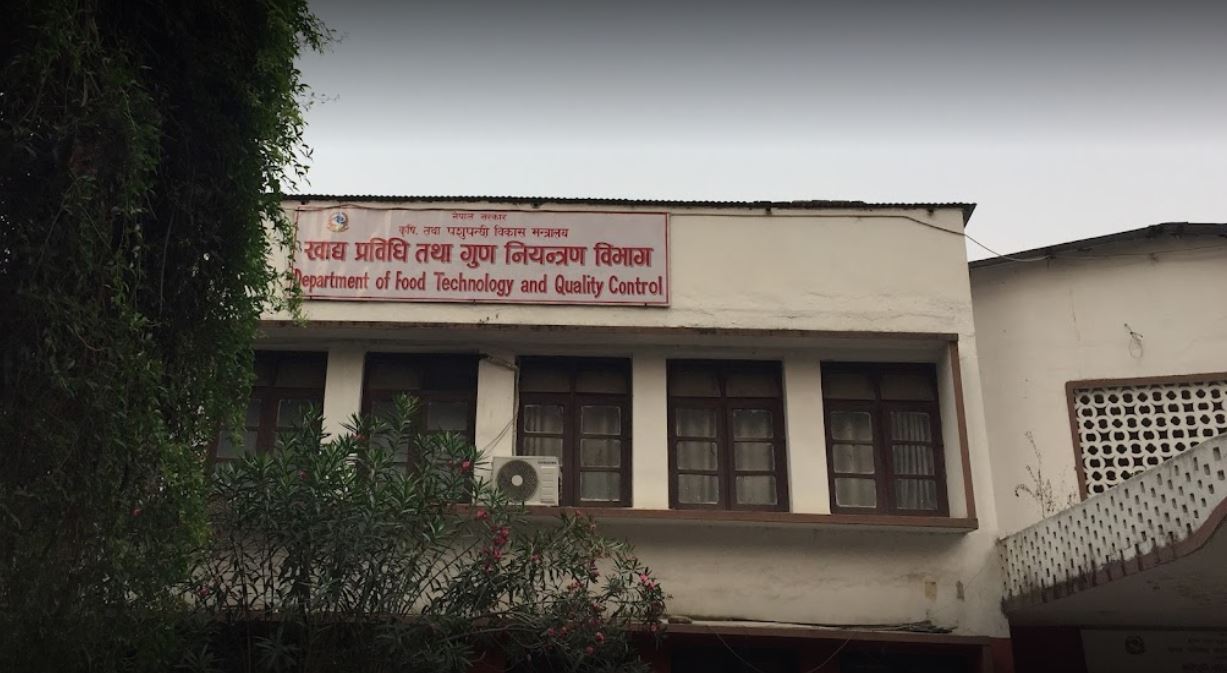 नेपाल सरकार
कृषि तथा पशुपन्छी विकास मन्त्रालय
खाद्य प्रविधि तथा गुण नियन्त्रण विभाग
Department of Food Technology and Quality Control